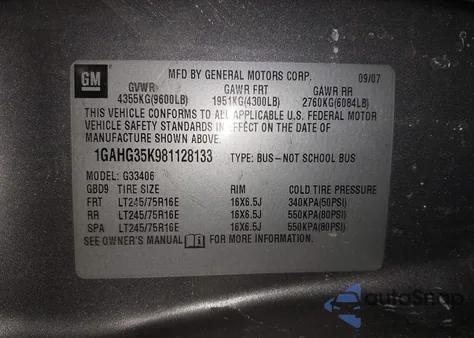 GM
MFD BY GENERAL MOTORS CORP. 09/07
GVWR GAWR FRT GAWR RR
4355KG(9600LB) 1951KG(4300LB) 2760KG(6084LB)
THIS VEHICLE CONFORMS TO ALL APPLICABLE U.S. FEDERAL MOTOR
VEHICLE SAFETY STANDARDS IN EFFECT ON THE DATE OF
MANUFACTURE SHOWN ABOVE.
1GAHG35K981128133 TYPE: BUS–NOT SCHOOL BUS
MODEL: G33406
GBD9 TIRE SIZE RIM COLD TIRE PRESSURE
FRT LT245/75R16E 16X6.5J 340KPA(50PSI)
RR LT245/75R16E 16X6.5J 550KPA(80PSI)
SPA LT245/75R16E 16X6.5J 550KPA(80PSI)
SEE OWNER'S MANUAL FOR MORE INFORMATION.
autoSnap